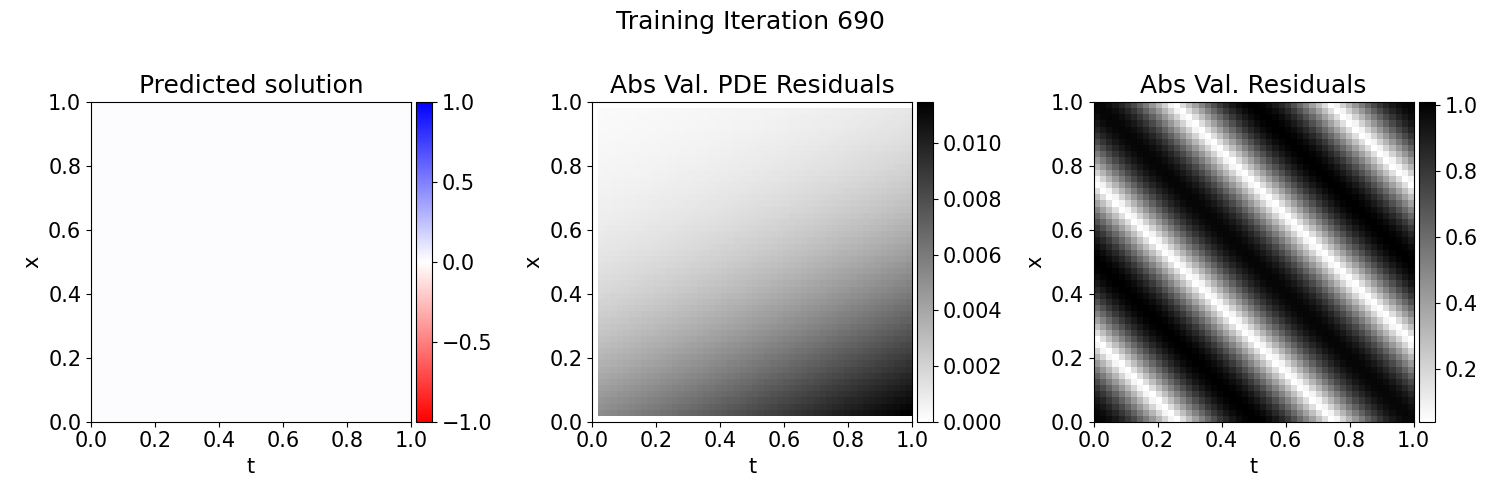 Training Iteration 690
Predicted solution
Abs Val. PDE Residuals
Abs Val. Residuals
1.0
0.8
0.6
0.4
0.2
0.0
x
0.0 0.2 0.4 0.6 0.8 1.0
t
1.0
0.5
0.0
−0.5
−1.0
1.0
0.8
0.6
0.4
0.2
0.0
x
0.0 0.2 0.4 0.6 0.8 1.0
t
0.010
0.008
0.006
0.004
0.002
0.000
1.0
0.8
0.6
0.4
0.2
0.0
x
0.0 0.2 0.4 0.6 0.8 1.0
t
1.0
0.8
0.6
0.4
0.2